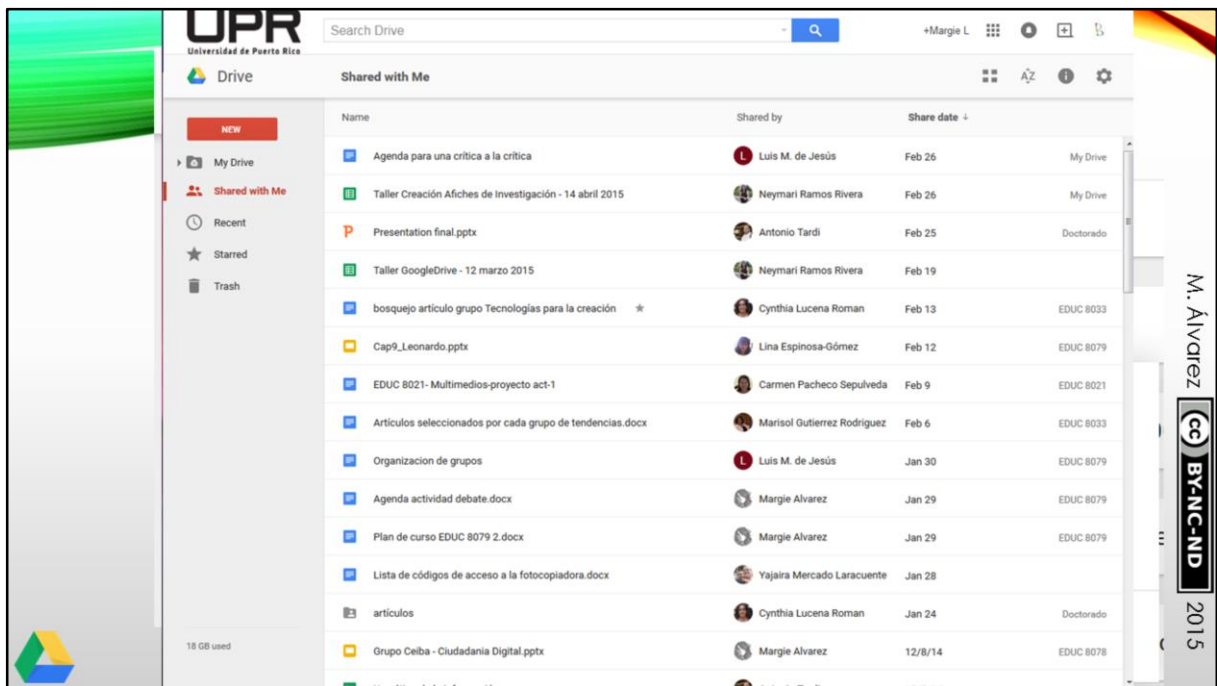 UPR
Universidad de Puerto Rico
Search Drive
+Margie L
Drive
Shared with Me
NEW
My Drive
Shared with Me
Recent
Starred
Trash
18 GB used
Name Shared by Share date ↓
Agenda para una crítica a la crítica L Luis M. de Jesús Feb 26 My Drive
Taller Creación Afiches de Investigación - 14 abril 2015 Neymari Ramos Rivera Feb 26 My Drive
P Presentation final.pptx Antonio Tardi Feb 25 Doctorado
Taller GoogleDrive - 12 marzo 2015 Neymari Ramos Rivera Feb 19
bosquejo artículo grupo Tecnologías para la creación Cynthia Lucena Roman Feb 13 EDUC 8033
Cap9_Leonardo.pptx Lina Espinosa-Gómez Feb 12 EDUC 8079
EDUC 8021- Multimedios-proyecto act-1 Carmen Pacheco Sepulveda Feb 9 EDUC 8021
Artículos seleccionados por cada grupo de tendencias.docx Marisol Gutierrez Rodriguez Feb 6 EDUC 8033
Organizacion de grupos L Luis M. de Jesús Jan 30 EDUC 8079
Agenda actividad debate.docx Margie Alvarez Jan 29 EDUC 8079
Plan de curso EDUC 8079 2.docx Margie Alvarez Jan 29 EDUC 8079
Lista de códigos de acceso a la fotocopiadora.docx Yajaira Mercado Laracuente Jan 28
artículos Cynthia Lucena Roman Jan 24 Doctorado
Grupo Ceiba - Ciudadania Digital.pptx Margie Alvarez 12/8/14 EDUC 8078
M. Álvarez cc BY-NC-ND 2015